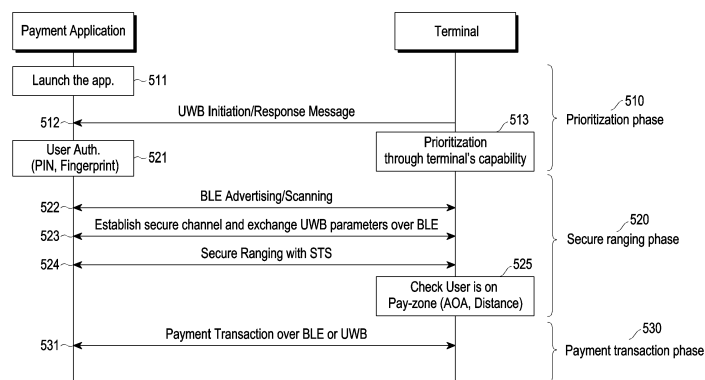 Payment Application
Terminal
Launch the app.
511
UWB Initiation/Response Message
512
513
Prioritization
through terminal's capability
510
Prioritization phase
User Auth.
(PIN, Fingerprint)
521
BLE Advertising/Scanning
522
Establish secure channel and exchange UWB parameters over BLE
523
520
Secure ranging phase
Secure Ranging with STS
524
525
Check User is on
Pay-zone (AOA, Distance)
Payment Transaction over BLE or UWB
531
530
Payment transaction phase